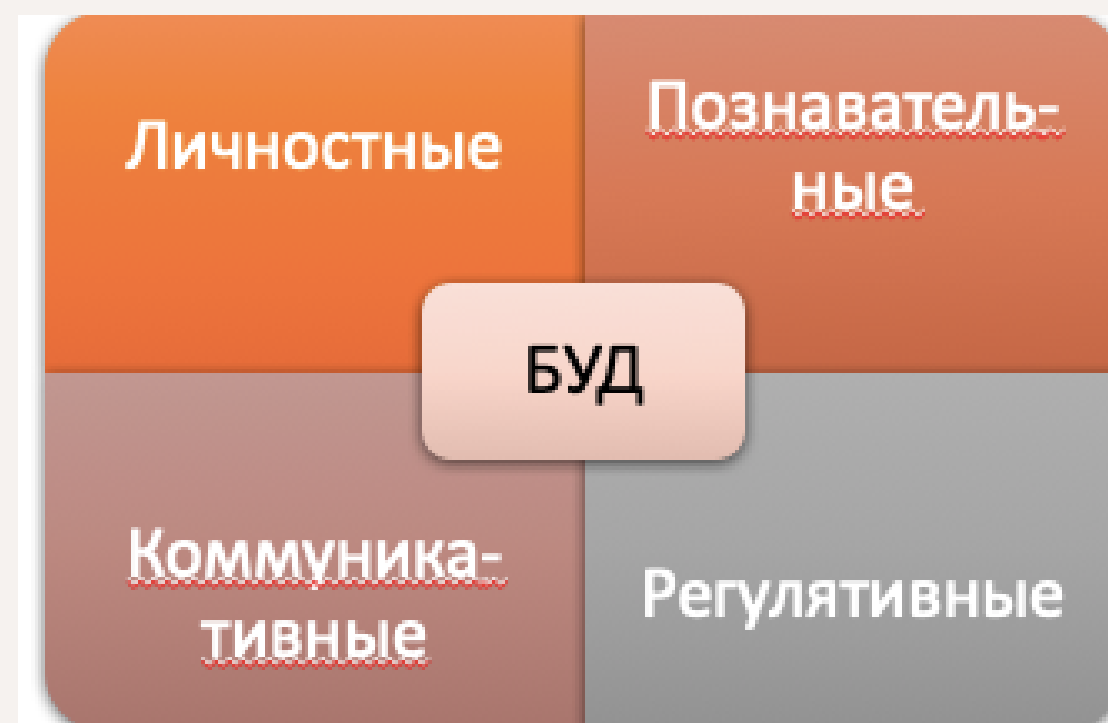 Личностные
Познаватель-
ные
БУД
Коммуника-
тивные
Регулятивные